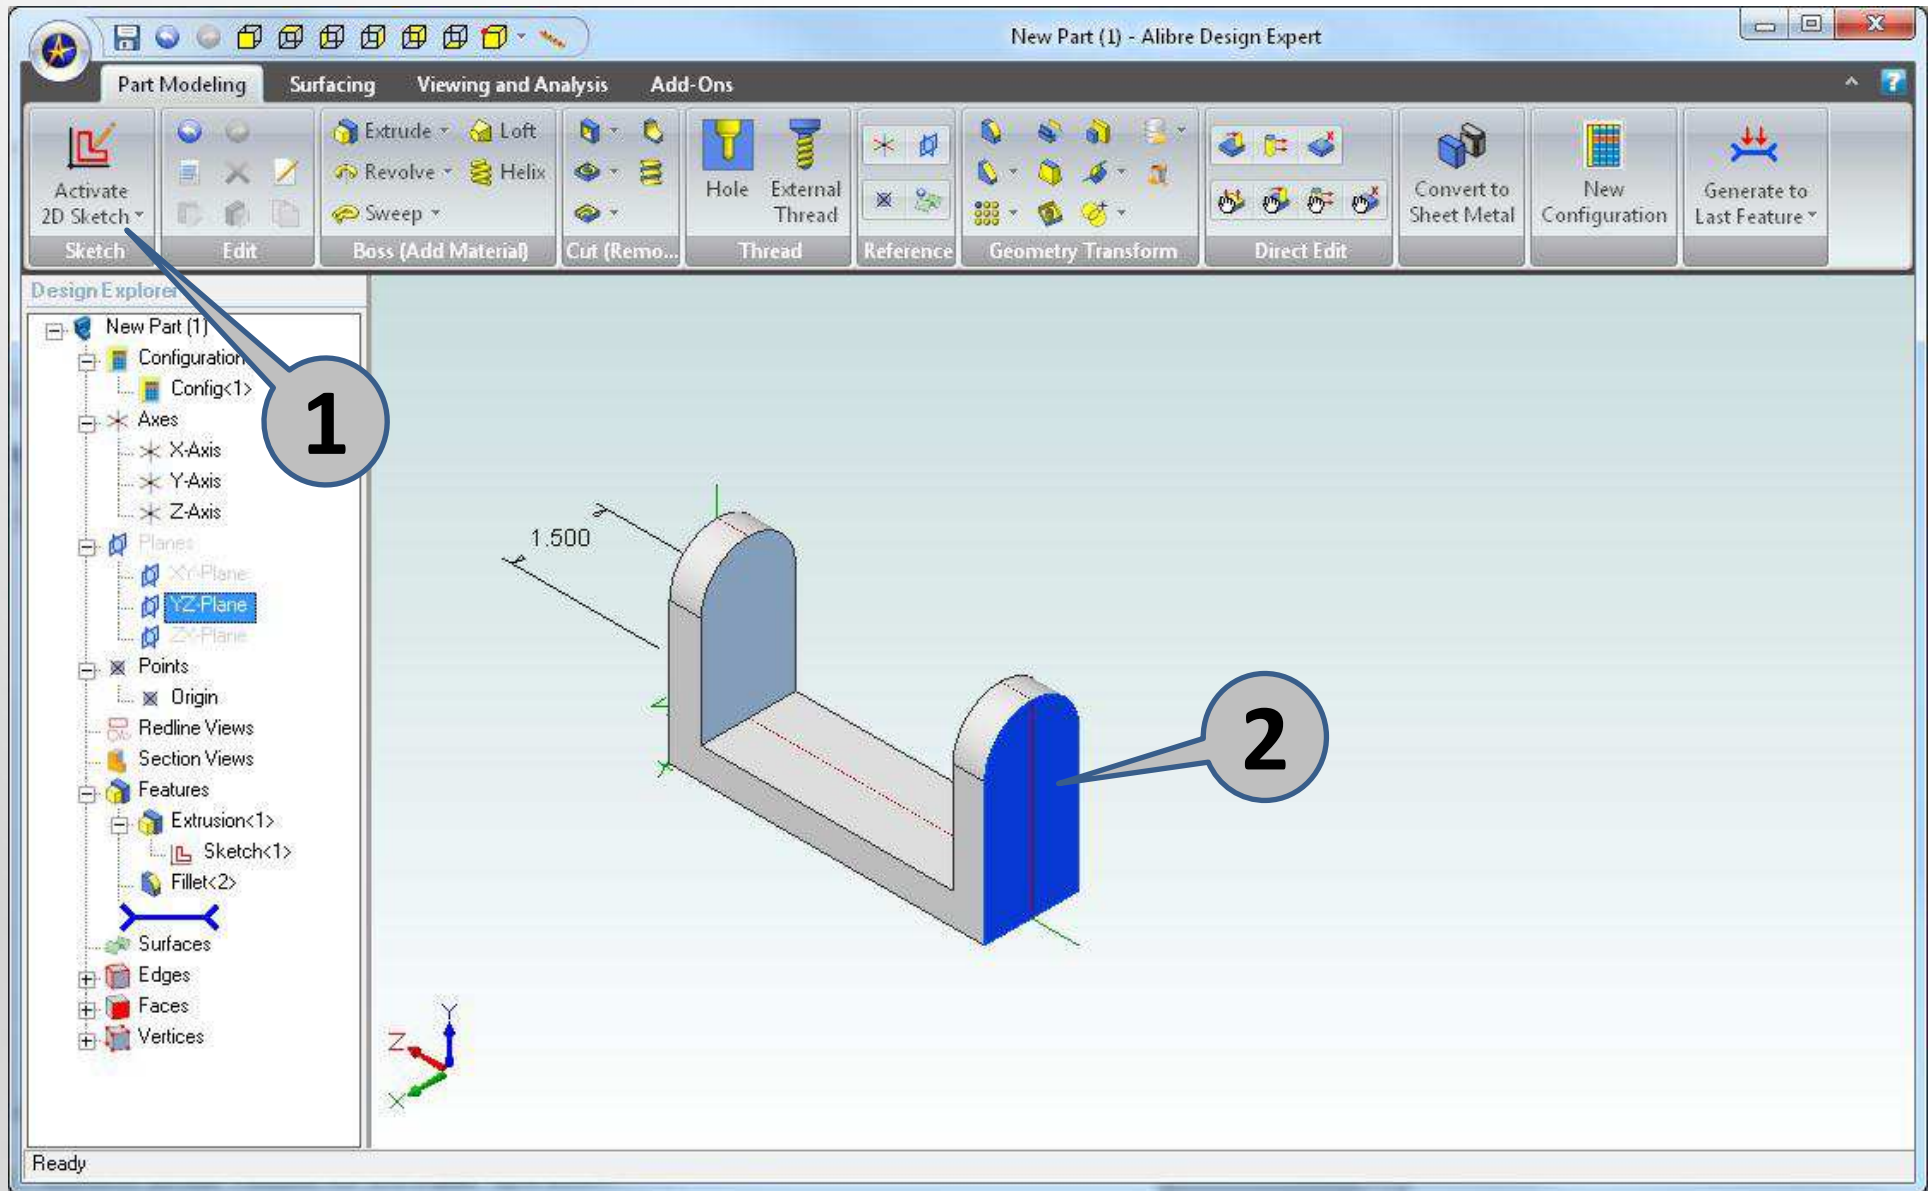 New Part (1) - Alibre Design Expert
Part Modeling Surfacing Viewing and Analysis Add-Ons
Activate
2D Sketch
Extrude Loft
Revolve Helix
Sweep
Hole
External
Thread
Convert to
Sheet Metal
New
Configuration
Generate to
Last Feature
Sketch Edit Boss (Add Material) Cut (Remo... Thread Reference Geometry Transform Direct Edit
Design Explorer
New Part (1)
Configuration
Config<1>
Axes
X-Axis
Y-Axis
Z-Axis
Planes
XY-Plane
YZ-Plane
ZX-Plane
Points
Origin
Redline Views
Section Views
Features
Extrusion<1>
Sketch<1>
Fillet<2>
Surfaces
Edges
Faces
Vertices
1
1.500
2
Y
Z
X
Ready